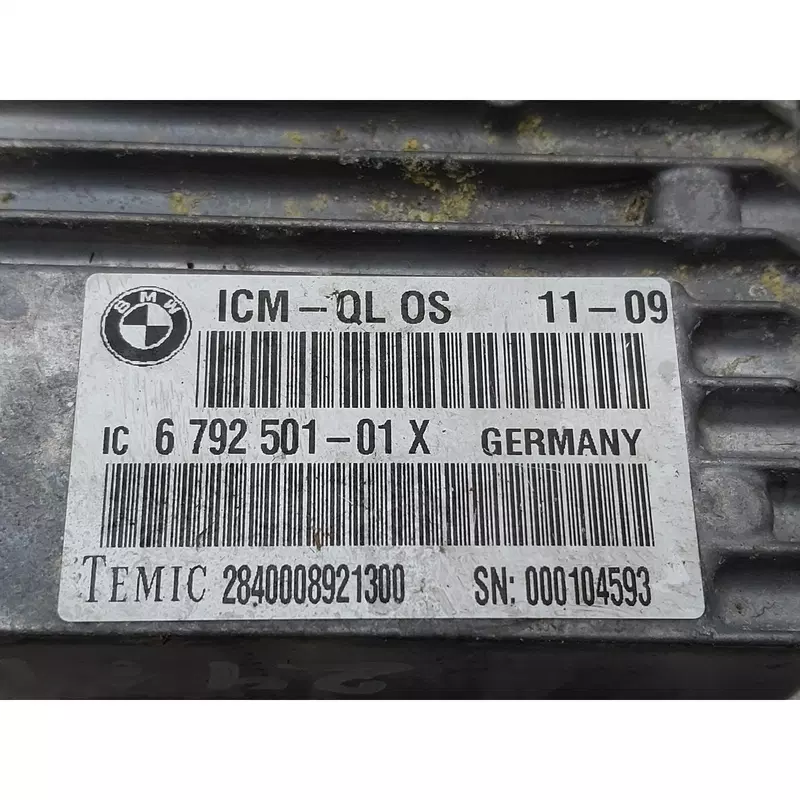 BMW
ICM-QL OS 11-09
IC 6 792 501-01 X GERMANY
TEMIC 2840008921300 SN: 000104593